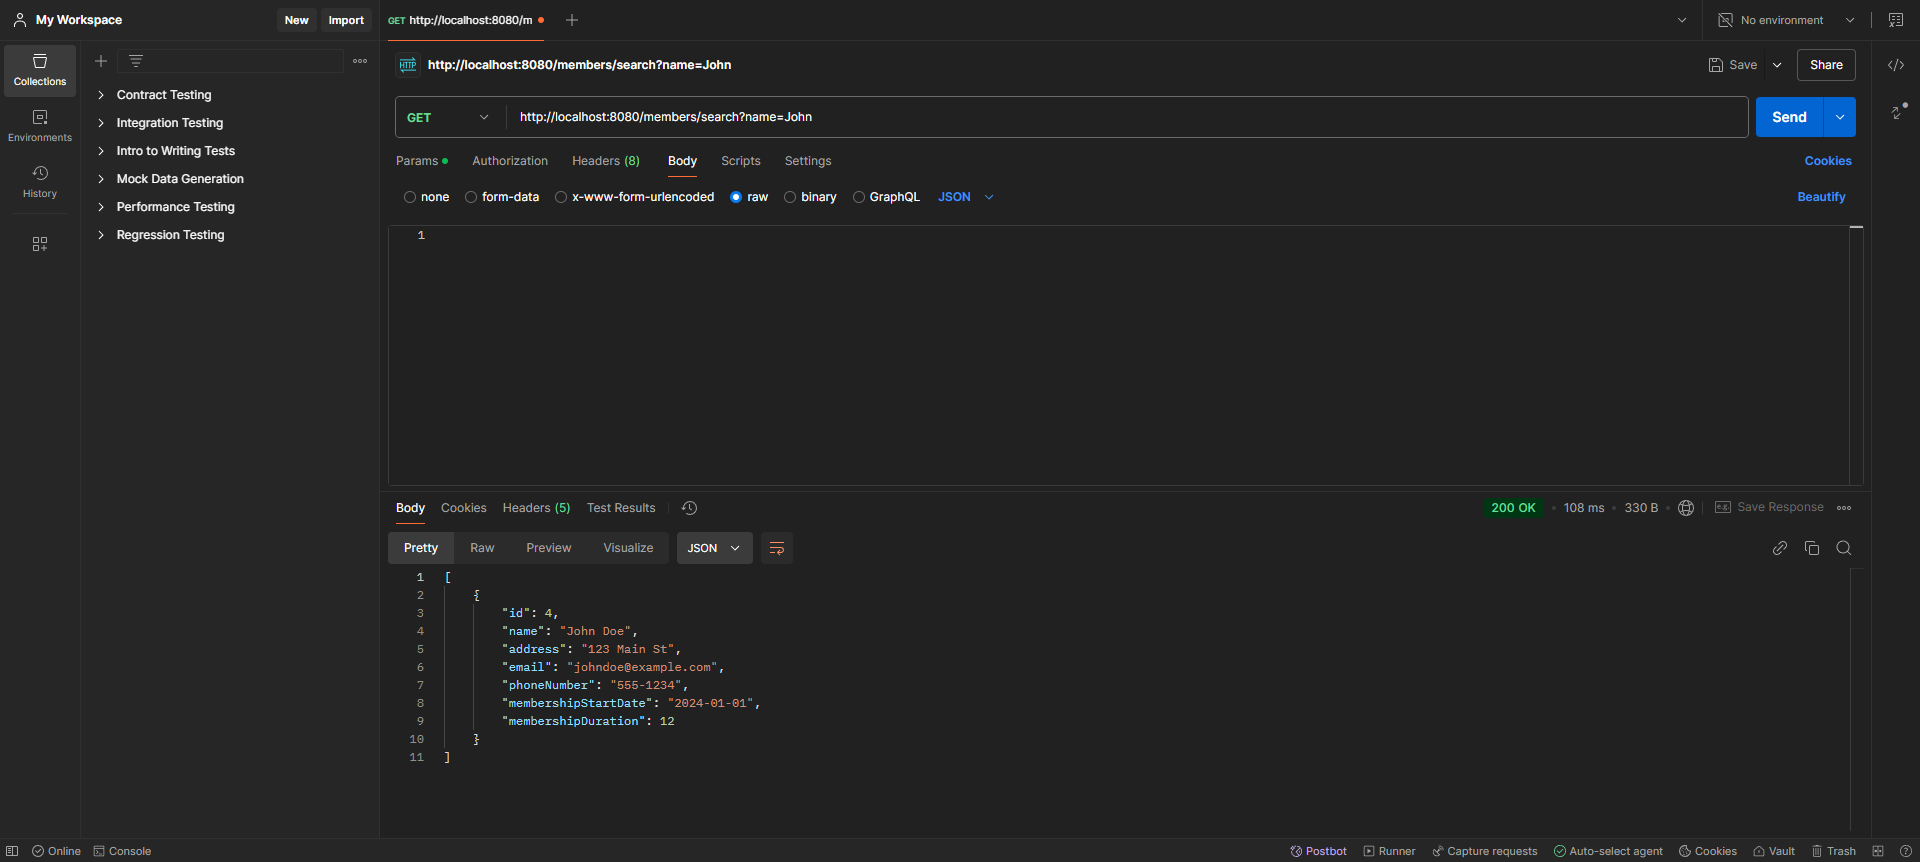 My Workspace New Import GET http://localhost:8080/m No environment
http://localhost:8080/members/search?name=John Save Share
Collections
Environments
History
Contract Testing
Integration Testing
Intro to Writing Tests
Mock Data Generation
Performance Testing
Regression Testing
GET http://localhost:8080/members/search?name=John Send
Params Authorization Headers (8) Body Scripts Settings Cookies
none form-data x-www-form-urlencoded raw binary GraphQL JSON Beautify
1
Body Cookies Headers (5) Test Results 200 OK 108 ms 330 B e.g. Save Response
Pretty Raw Preview Visualize JSON
1 [
2 {
3 "id": 4,
4 "name": "John Doe",
5 "address": "123 Main St",
6 "email": "johndoe@example.com",
7 "phoneNumber": "555-1234",
8 "membershipStartDate": "2024-01-01",
9 "membershipDuration": 12
10 }
11 ]
Online Console Postbot Runner Capture requests Auto-select agent Cookies Vault Trash